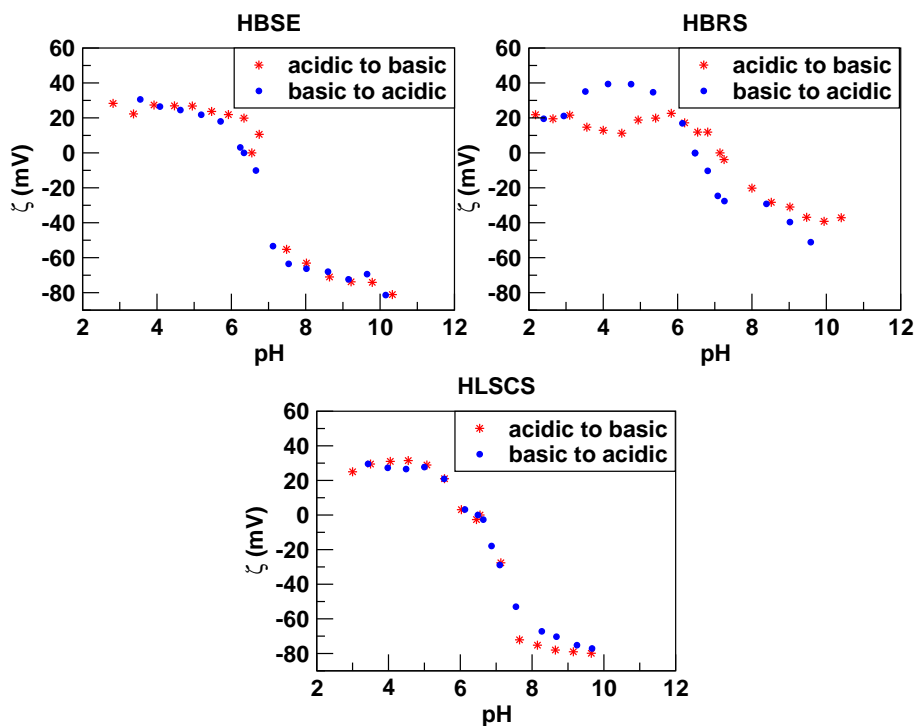 HBSE
60
40
20
0
-20
-40
-60
-80
ζ (mV)
acidic to basic
basic to acidic
2 4 6 8 10 12
pH
HBRS
60
40
20
0
-20
-40
-60
-80
ζ (mV)
acidic to basic
basic to acidic
2 4 6 8 10 12
pH
HLSCS
60
40
20
0
-20
-40
-60
-80
ζ (mV)
acidic to basic
basic to acidic
2 4 6 8 10 12
pH